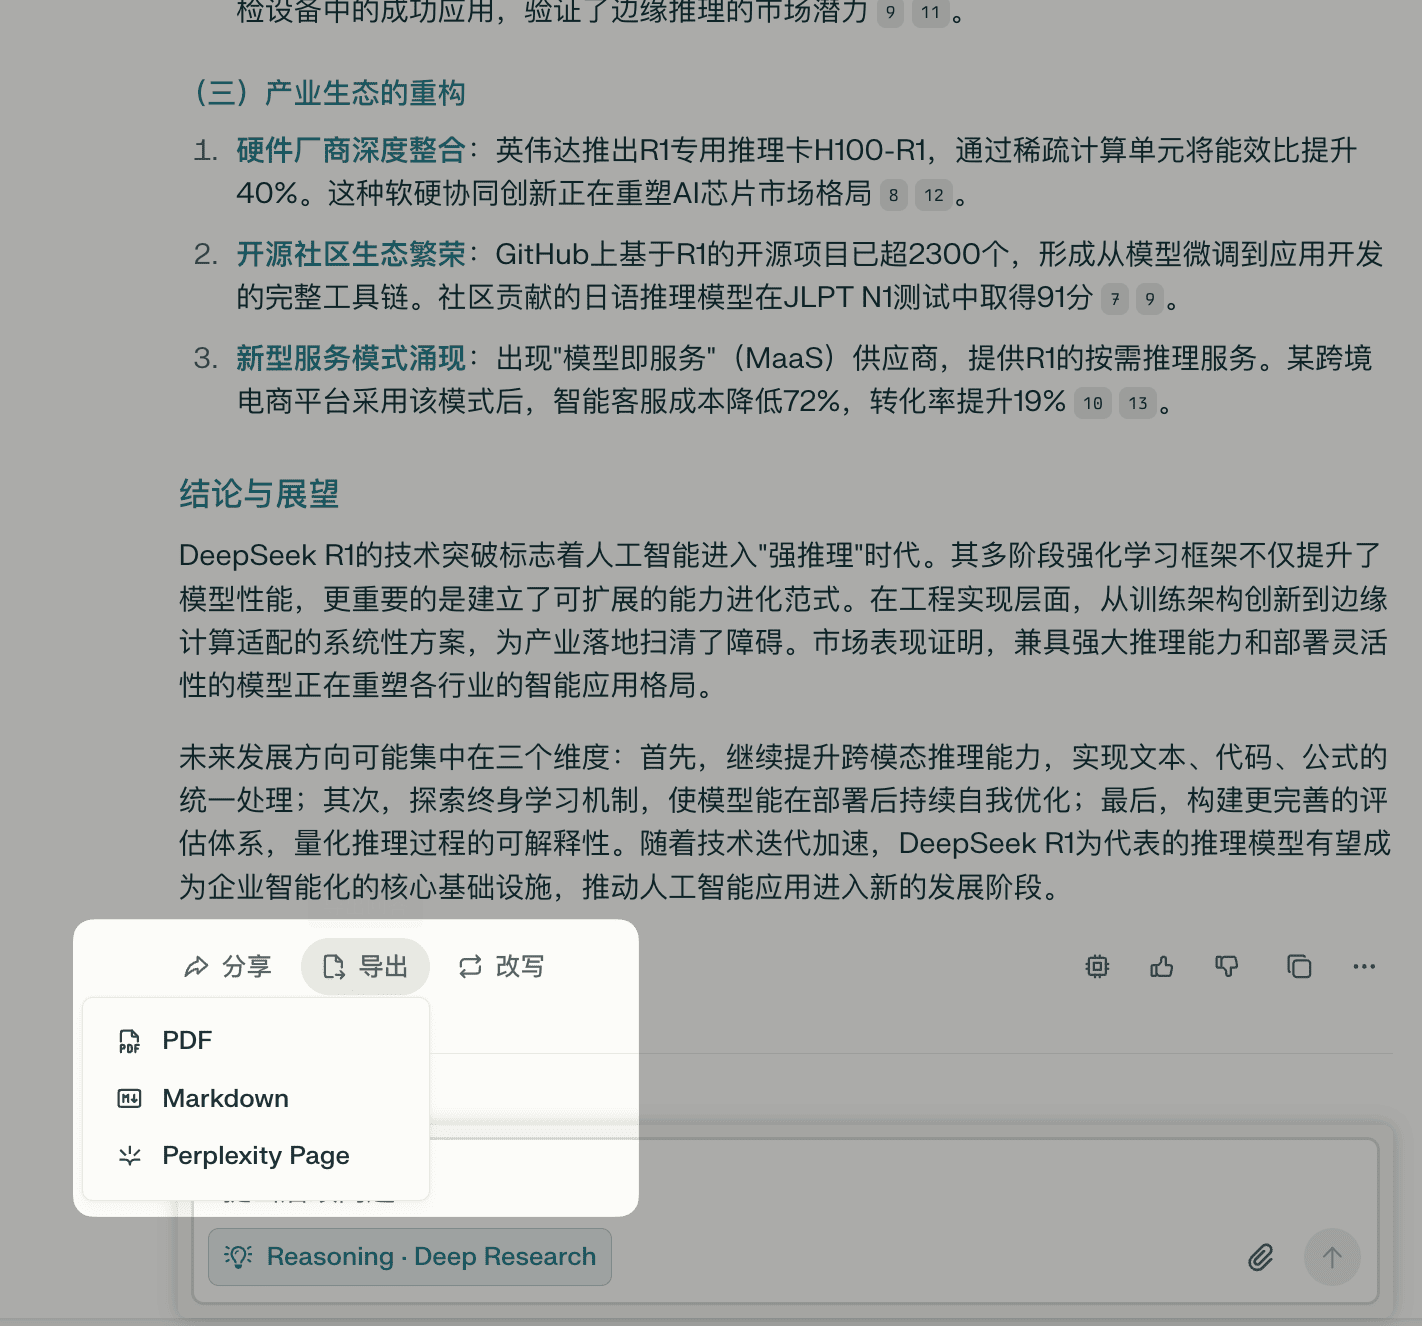 检设备中的成功应用，验证了边缘推理的市场潜力 9 11 。
（三）产业生态的重构
1. 硬件厂商深度整合：英伟达推出R1专用推理卡H100-R1，通过稀疏计算单元将能效比提升
40%。这种软硬协同创新正在重塑AI芯片市场格局 8 12 。
2. 开源社区生态繁荣：GitHub上基于R1的开源项目已超2300个，形成从模型微调到应用开发
的完整工具链。社区贡献的日语推理模型在JLPT N1测试中取得91分 7 9 。
3. 新型服务模式涌现：出现"模型即服务"（MaaS）供应商，提供R1的按需推理服务。某跨境
电商平台采用该模式后，智能客服成本降低72%，转化率提升19% 10 13 。
结论与展望
DeepSeek R1的技术突破标志着人工智能进入"强推理"时代。其多阶段强化学习框架不仅提升了
模型性能，更重要的是建立了可扩展的能力进化范式。在工程实现层面，从训练架构创新到边缘
计算适配的系统性方案，为产业落地扫清了障碍。市场表现证明，兼具强大推理能力和部署灵活
性的模型正在重塑各行业的智能应用格局。
未来发展方向可能集中在三个维度：首先，继续提升跨模态推理能力，实现文本、代码、公式的
统一处理；其次，探索终身学习机制，使模型能在部署后持续自我优化；最后，构建更完善的评
估体系，量化推理过程的可解释性。随着技术迭代加速，DeepSeek R1为代表的推理模型有望成
为企业智能化的核心基础设施，推动人工智能应用进入新的发展阶段。
分享 导出 改写
PDF
Markdown
Perplexity Page
Reasoning · Deep Research